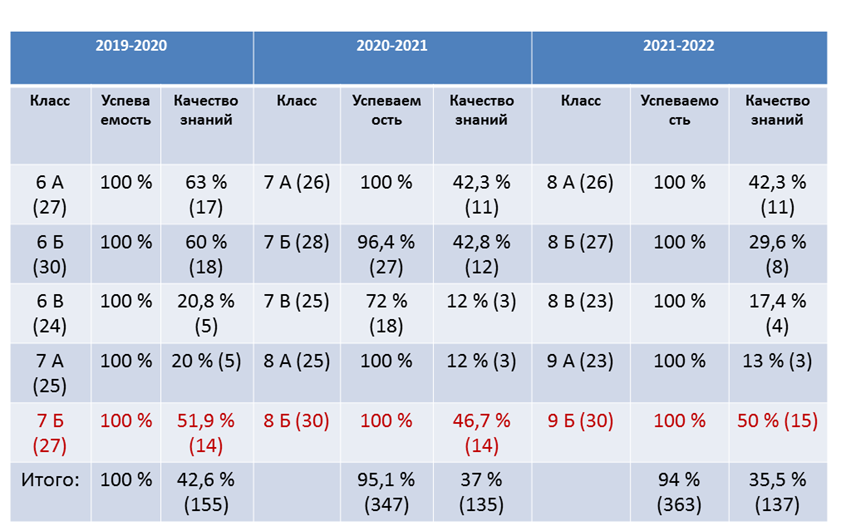 2019-2020 2020-2021 2021-2022
Класс Успева Качество Класс Успеваем Качество Класс Успеваемо Качество
емость знаний ость знаний сть знаний
6 А 100 % 63 % 7 А (26) 100 % 42,3 % 8 А (26) 100 % 42,3 %
(27) (17) (11) (11)
6 Б 100 % 60 % 7 Б (28) 96,4 % 42,8 % 8 Б (27) 100 % 29,6 %
(30) (18) (27) (12) (8)
6 В 100 % 20,8 % 7 В (25) 72 % 12 % (3) 8 В (23) 100 % 17,4 %
(24) (5) (18) (4)
7 А 100 % 20 % (5) 8 А (25) 100 % 12 % (3) 9 А (23) 100 % 13 % (3)
(25)
7 Б 100 % 51,9 % 8 Б (30) 100 % 46,7 % 9 Б (30) 100 % 50 % (15)
(27) (14) (14)
Итого: 100 % 42,6 % 95,1 % 37 % 94 % 35,5 %
(155) (347) (135) (363) (137)